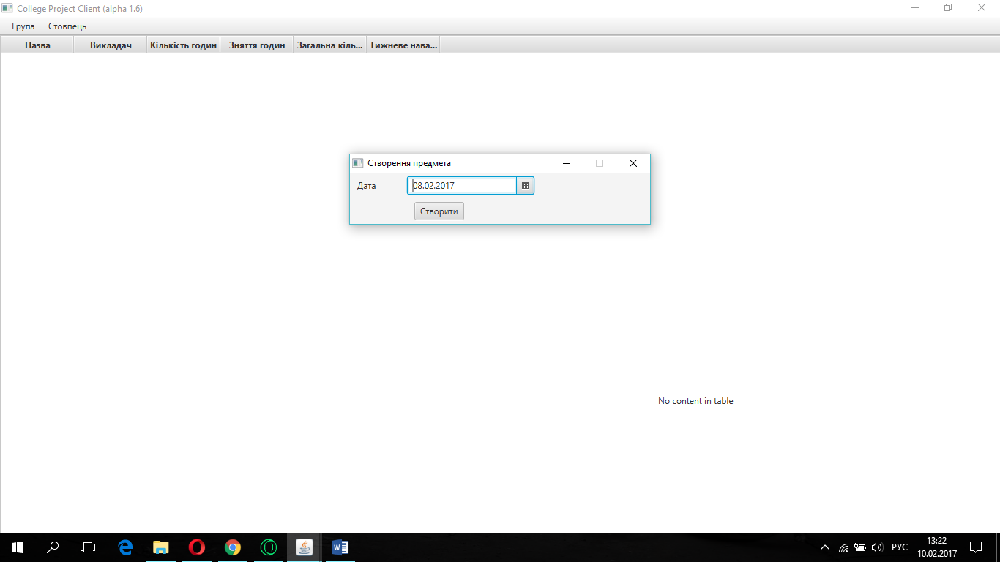 College Project Client (alpha 1.6)
Група Стовпець
Назва Викладач Кількість годин Зняття годин Загальна кіль... Тижневе нава...
Створення предмета
Дата 08.02.2017
Створити
No content in table
РУС
13:22
10.02.2017